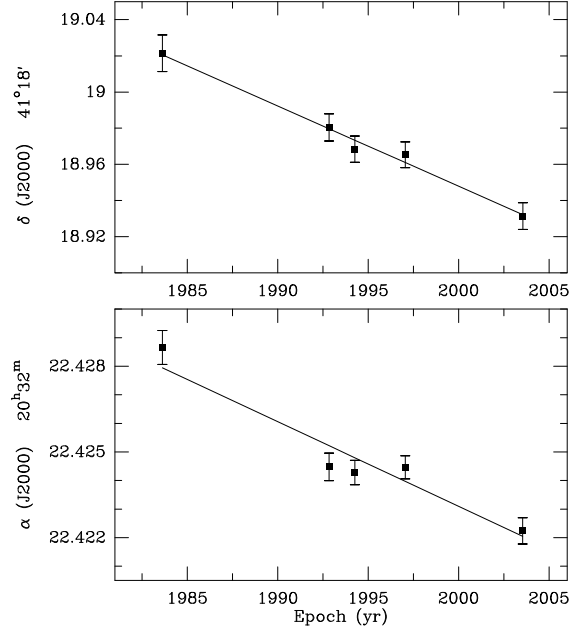 19.04
19
18.96
18.92
δ (J2000) 41°18′
1985 1990 1995 2000 2005
22.428
22.425
22.422
α (J2000) 20ʰ32ᵐ
1985 1990 1995 2000 2005
Epoch (yr)